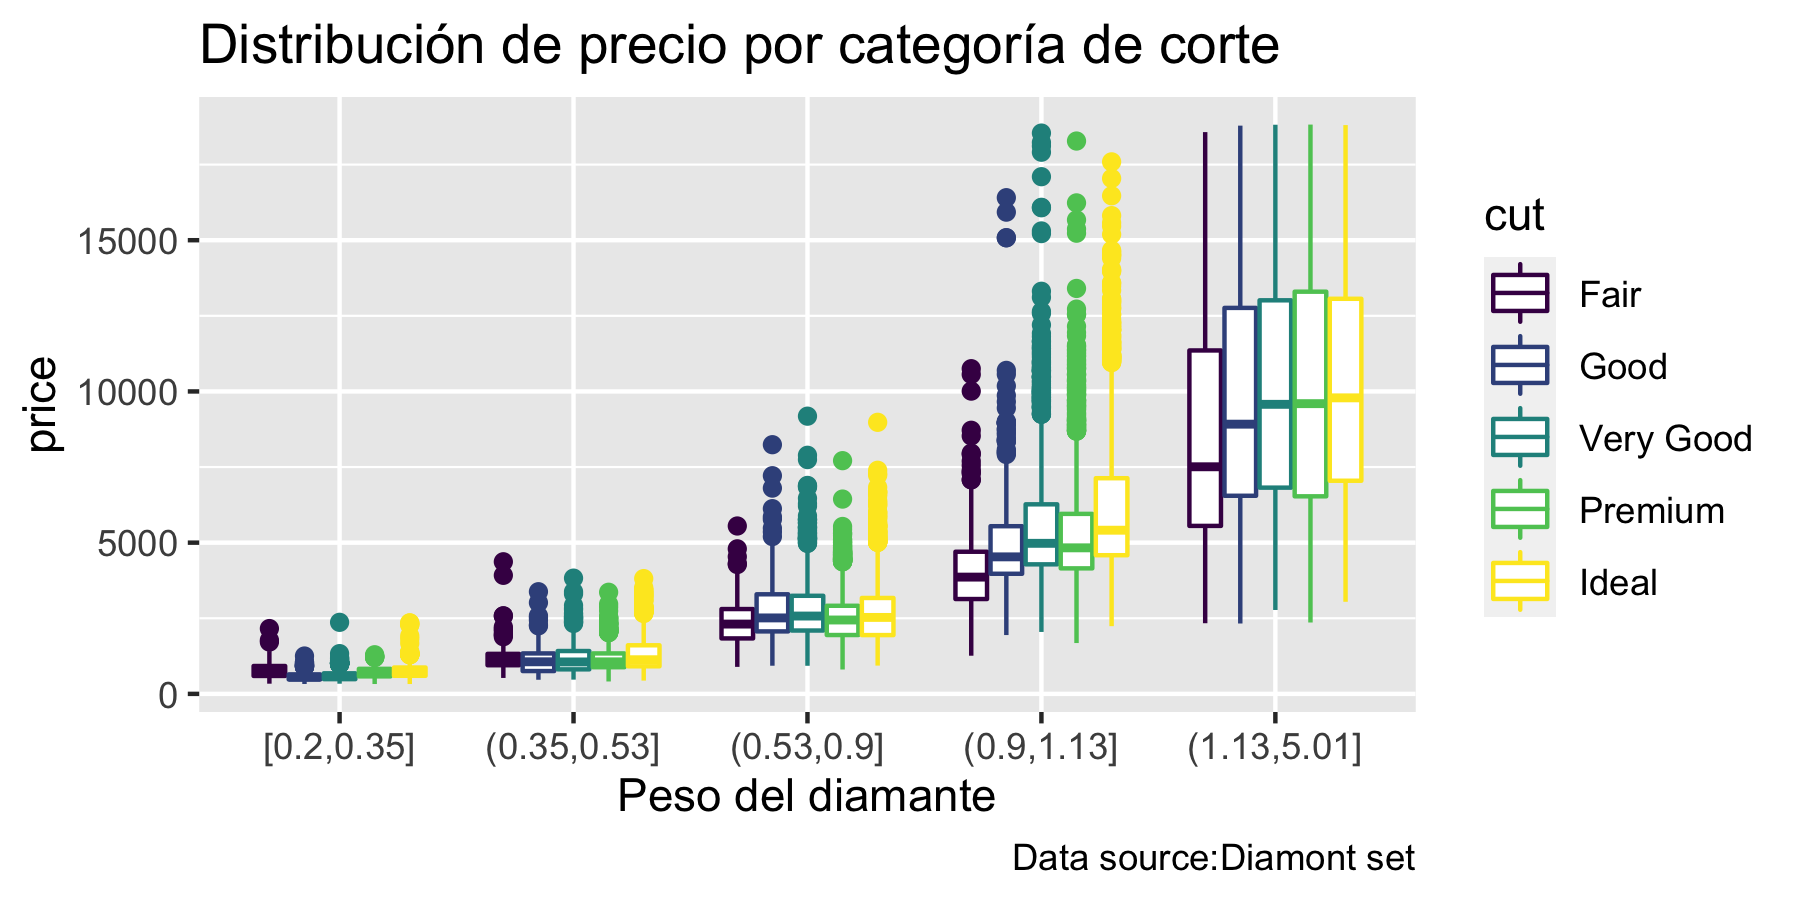 Distribución de precio por categoría de corte
price
15000
10000
5000
0
[0.2,0.35] (0.35,0.53] (0.53,0.9] (0.9,1.13] (1.13,5.01]
Peso del diamante
Data source:Diamont set
cut
Fair
Good
Very Good
Premium
Ideal